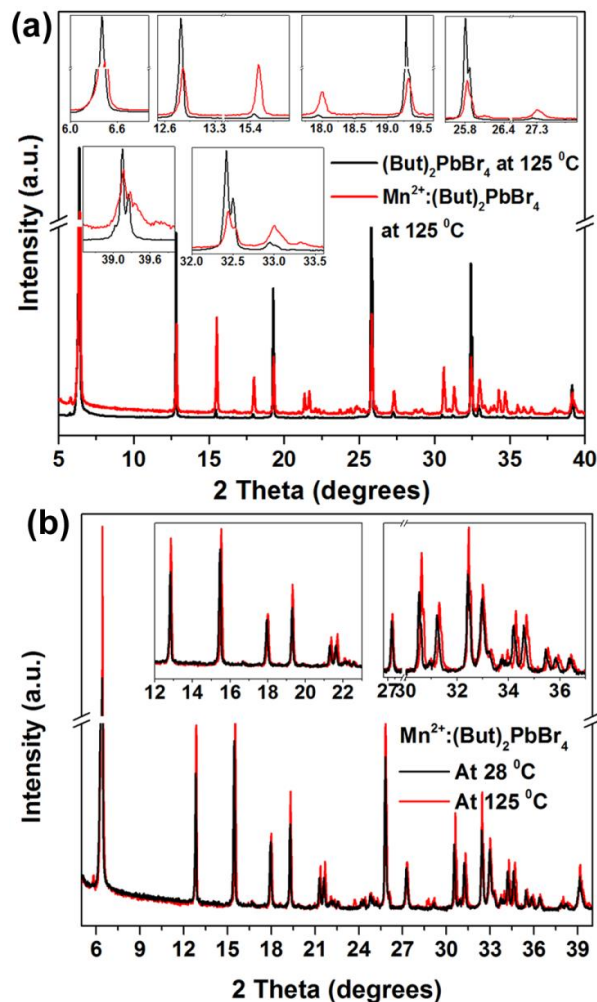 (a)
6.0 6.6 12.6 13.3 15.4 18.0 18.5 19.0 19.5 25.8 26.4 27.3
39.0 39.6 32.0 32.5 33.0 33.5
(But)₂PbBr₄ at 125 ⁰C
Mn²⁺:(But)₂PbBr₄
at 125 ⁰C
Intensity (a.u.)
5 10 15 20 25 30 35 40
2 Theta (degrees)
(b)
12 14 16 18 20 22 27 30 32 34 36
Mn²⁺:(But)₂PbBr₄
At 28 ⁰C
At 125 ⁰C
Intensity (a.u.)
6 9 12 15 18 21 24 27 30 33 36 39
2 Theta (degrees)